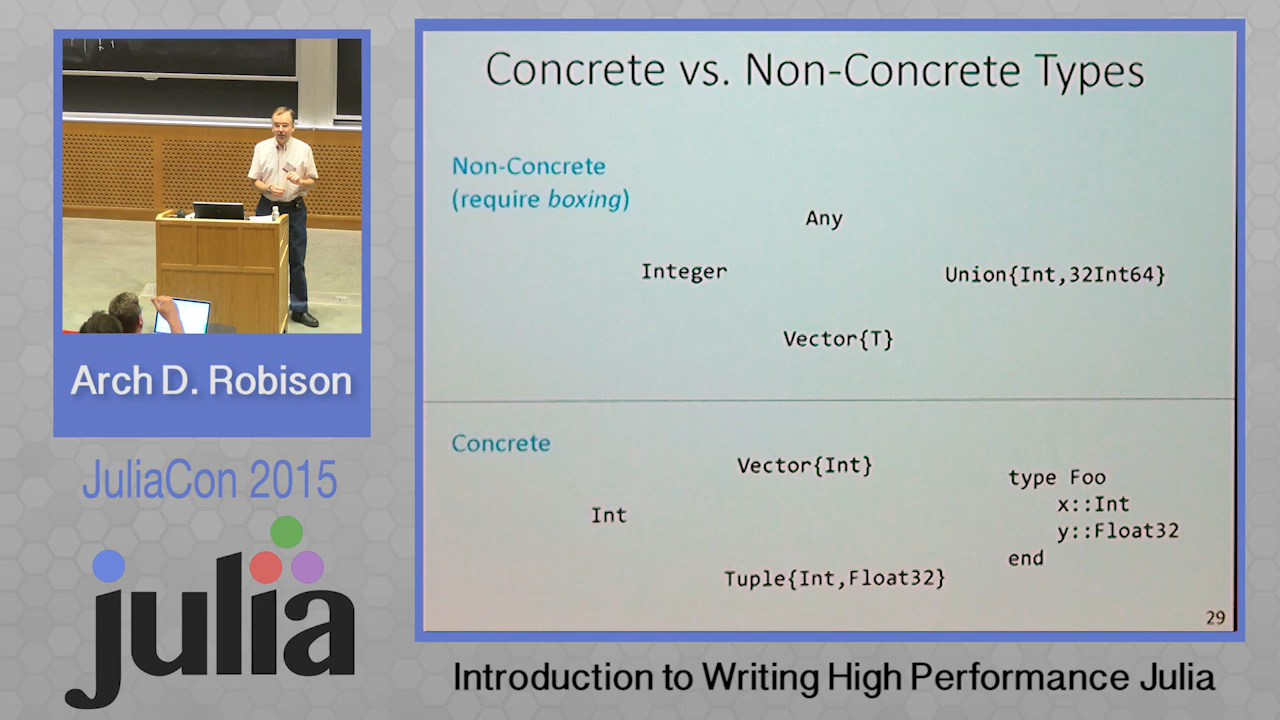 Arch D. Robison
JuliaCon 2015
julia
Concrete vs. Non-Concrete Types
Non-Concrete
(require boxing)
Any
Integer
Union{Int,32Int64}
Vector{T}
Concrete
Vector{Int}
Int
Tuple{Int,Float32}
type Foo
x::Int
y::Float32
end
29
Introduction to Writing High Performance Julia